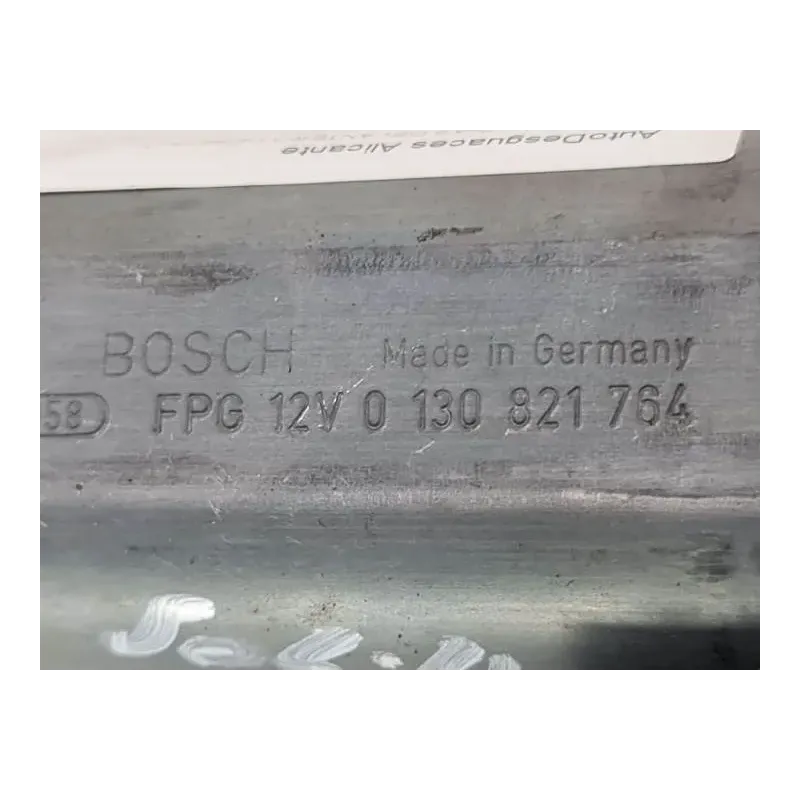 AutoDesguaces Alicante
BOSCH Made in Germany
58 FPG 12V 0 130 821 764